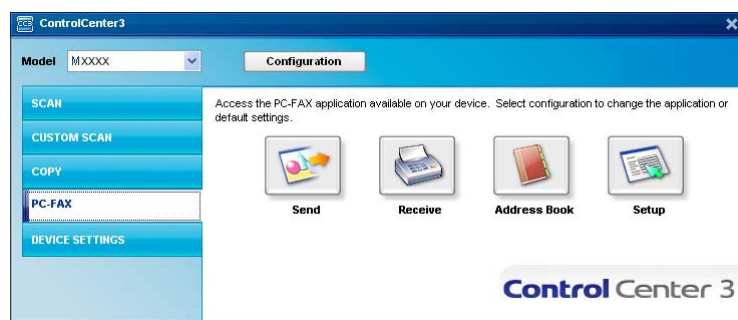 CC3 ControlCenter3
Model MXXXX Configuration
SCAN
CUSTOM SCAN
COPY
PC-FAX
DEVICE SETTINGS
Access the PC-FAX application available on your device. Select configuration to change the application or
default settings.
Send Receive Address Book Setup
Control Center 3